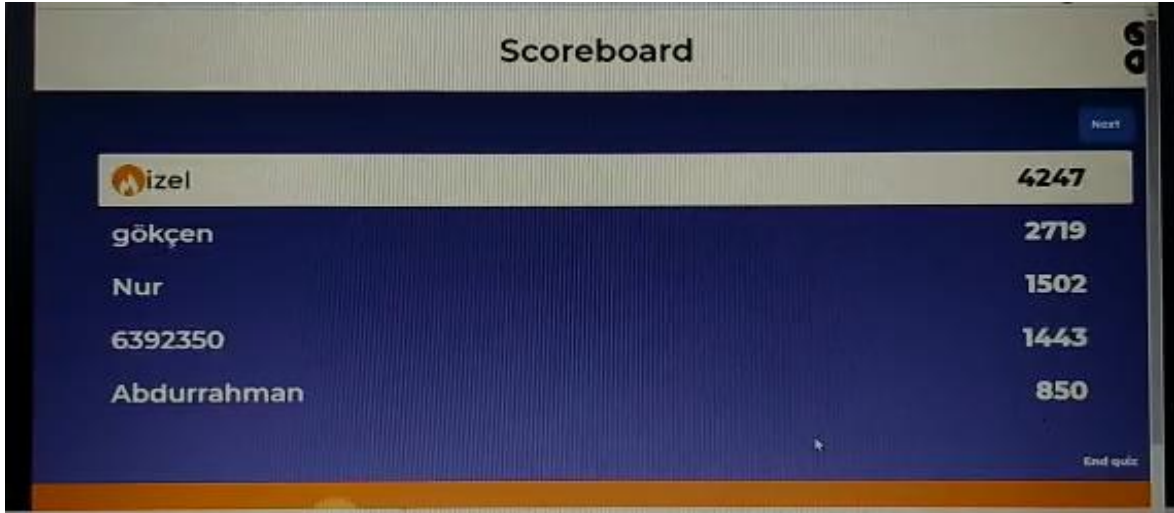 Scoreboard
Next
izel 4247
gökçen 2719
Nur 1502
6392350 1443
Abdurrahman 850
End quiz